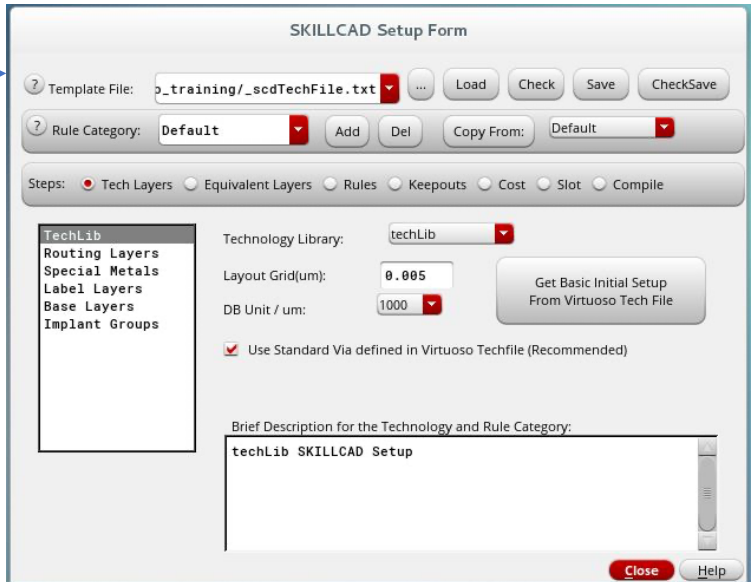 SKILLCAD Setup Form
? Template File: o_training/_scdTechFile.txt ... Load Check Save CheckSave
? Rule Category: Default Add Del Copy From: Default
Steps: Tech Layers Equivalent Layers Rules Keepouts Cost Slot Compile
TechLib
Routing Layers
Special Metals
Label Layers
Base Layers
Implant Groups
Technology Library: techLib
Layout Grid(um): 0.005
DB Unit / um: 1000
Get Basic Initial Setup
From Virtuoso Tech File
Use Standard Via defined in Virtuoso Techfile (Recommended)
Brief Description for the Technology and Rule Category:
techLib SKILLCAD Setup
Close Help